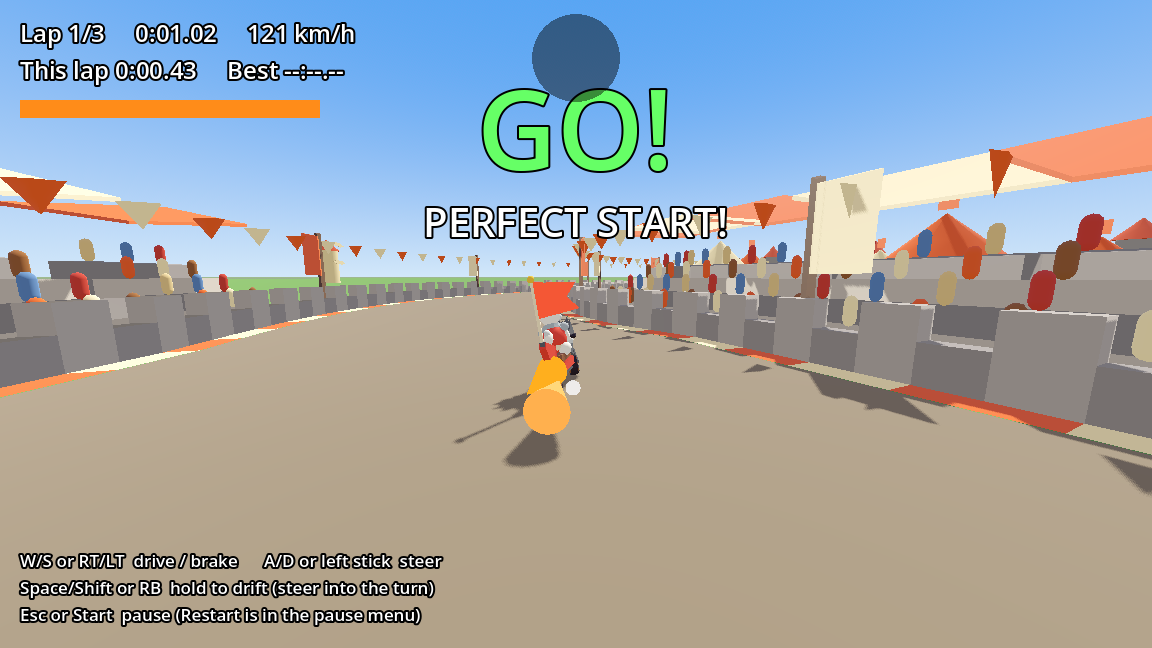 Lap 1/3 0:01.02 121 km/h
This lap 0:00.43 Best --:--.--
GO!
PERFECT START!
W/S or RT/LT drive / brake A/D or left stick steer
Space/Shift or RB hold to drift (steer into the turn)
Esc or Start pause (Restart is in the pause menu)